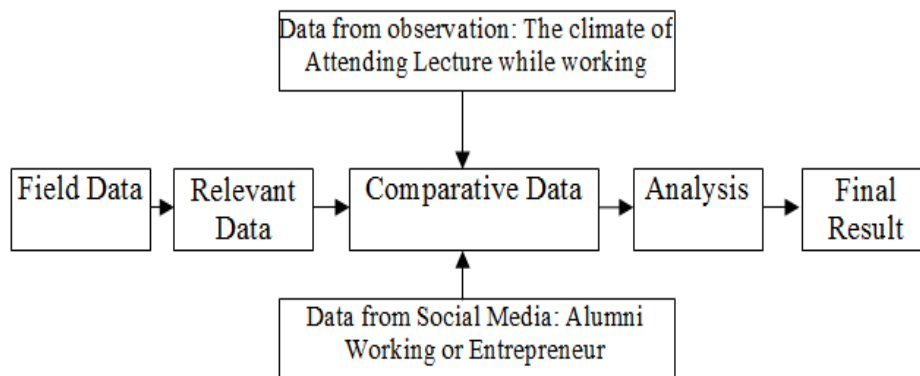 Data from observation: The climate of
Attending Lecture while working
Field Data
Relevant
Data
Comparative Data
Analysis
Final
Result
Data from Social Media: Alumni
Working or Entrepreneur